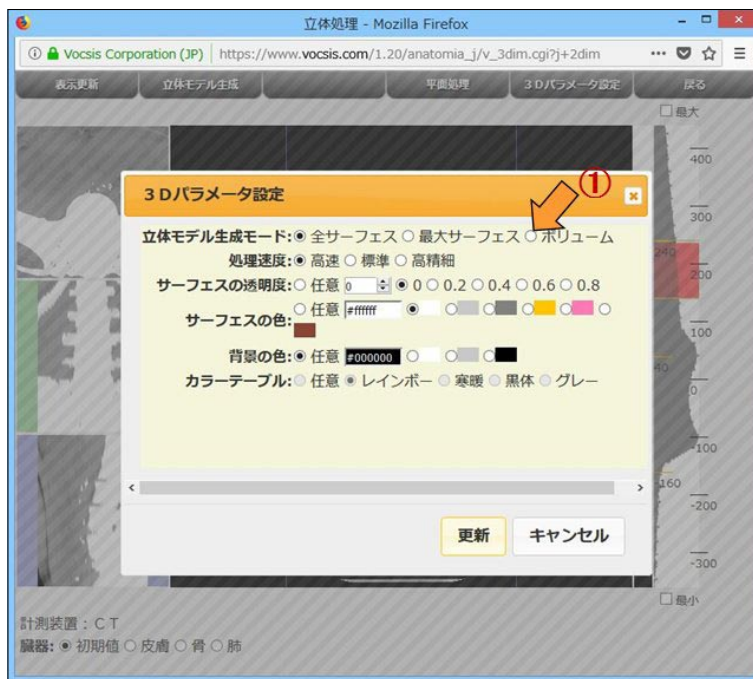 立体処理 - Mozilla Firefox
Vocsis Corporation (JP) https://www.vocsis.com/1.20/anatomia_j/v_3dim.cgi?j+2dim
表示更新 立体モデル生成 平面処理 3Dパラメータ設定 戻る
最大
400
3Dパラメータ設定
①
300
立体モデル生成モード: 全サーフェス 最大サーフェス ボリューム
240
処理速度: 高速 標準 高精細
200
サーフェスの透明度: 任意 0 0 0.2 0.4 0.6 0.8
サーフェスの色: 任意 #ffffff
100
背景の色: 任意 #000000
40
カラーテーブル: 任意 レインボー 寒暖 黒体 グレー
0
-100
-160
-200
更新 キャンセル
-300
最小
計測装置：CT
臓器: 初期値 皮膚 骨 肺